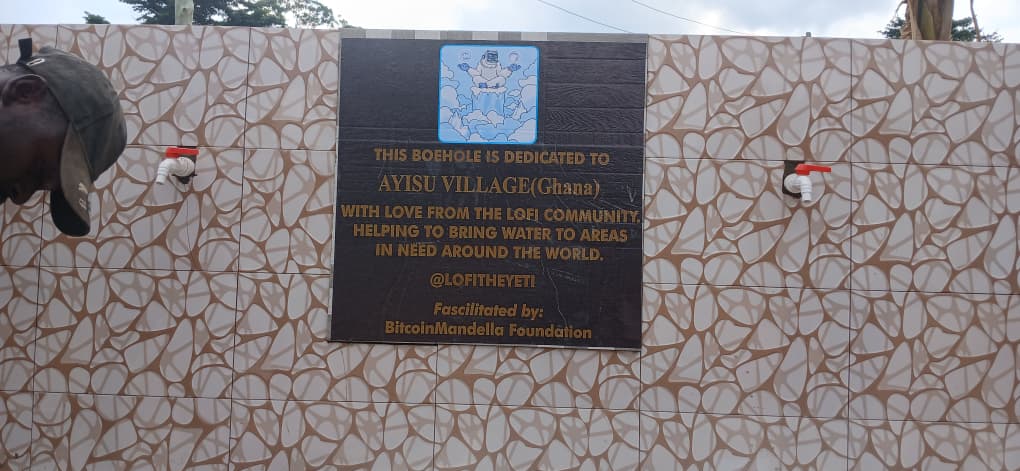 THIS BOEHOLE IS DEDICATED TO
AYISU VILLAGE(Ghana)
WITH LOVE FROM THE LOFI COMMUNITY.
HELPING TO BRING WATER TO AREAS
IN NEED AROUND THE WORLD.
@LOFITHEYETI
Fascilitated by:
BitcoinMandella Foundation